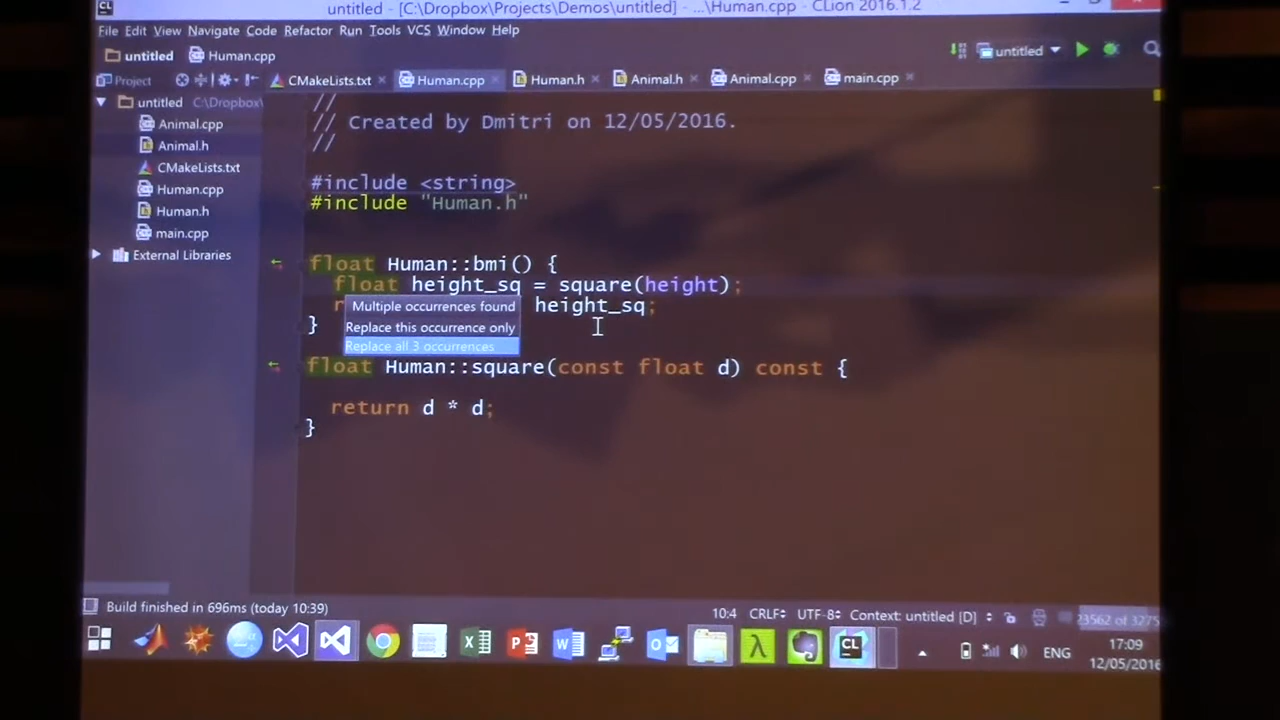 untitled - [C:\Dropbox\Projects\Demos\untitled] - ...\Human.cpp - CLion 2016.1.2
File Edit View Navigate Code Refactor Run Tools VCS Window Help
untitled Human.cpp untitled
Project CMakeLists.txt Human.cpp Human.h Animal.h Animal.cpp main.cpp
untitled C:\Dropbox\
Animal.cpp
Animal.h
CMakeLists.txt
Human.cpp
Human.h
main.cpp
External Libraries
//
// Created by Dmitri on 12/05/2016.
//
#include <string>
#include "Human.h"
float Human::bmi() {
float height_sq = square(height);
height_sq;
Multiple occurrences found
Replace this occurrence only
Replace all 3 occurrences
}
float Human::square(const float d) const {
return d * d;
}
Build finished in 696ms (today 10:39)
10:4 CRLF÷ UTF-8÷ Context: untitled [D]
X P W O λ CL
ENG
17:09
12/05/2016